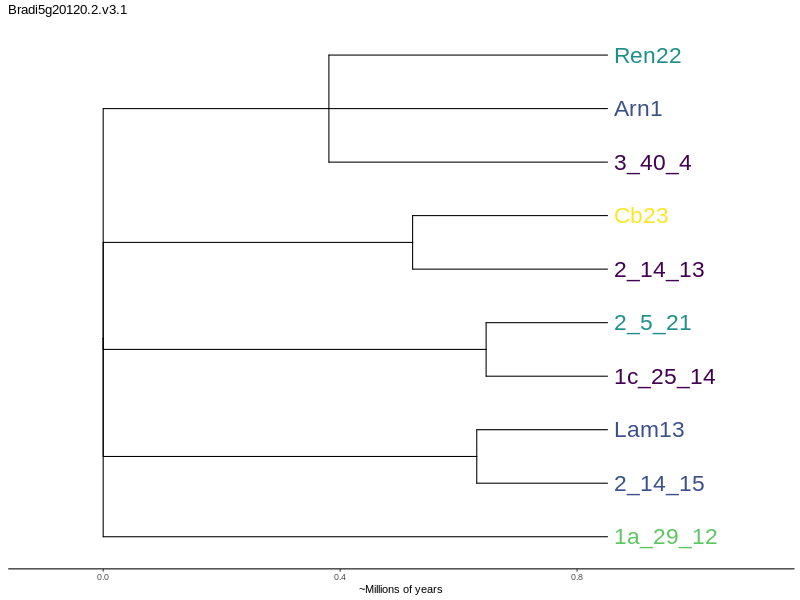 Bradi5g20120.2.v3.1
Ren22
Arn1
3_40_4
Cb23
2_14_13
2_5_21
1c_25_14
Lam13
2_14_15
1a_29_12
0.0 0.4 0.8
~Millions of years